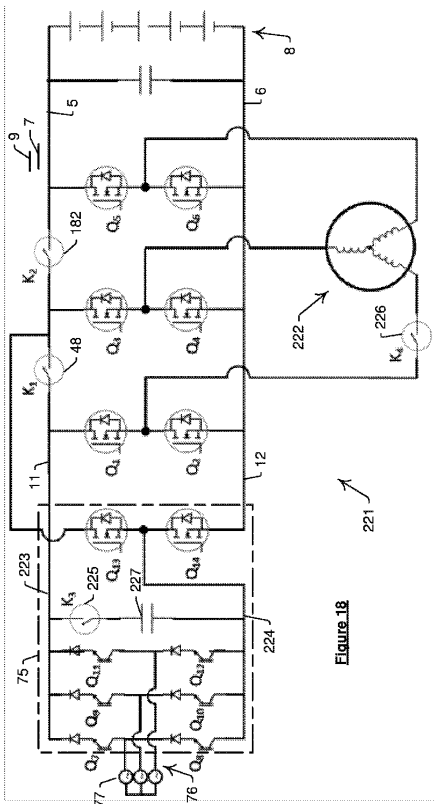 75
223
11
K₁
K₂
9
7
5
K₃
225
48
182
Q₇
Q₉
Q₁₁
Q₁₃
Q₁
Q₃
Q₅
77
227
Q₈
Q₁₀
Q₁₂
Q₁₄
Q₂
Q₄
Q₆
76
224
12
6
8
222
K₄
226
221
Figure 18